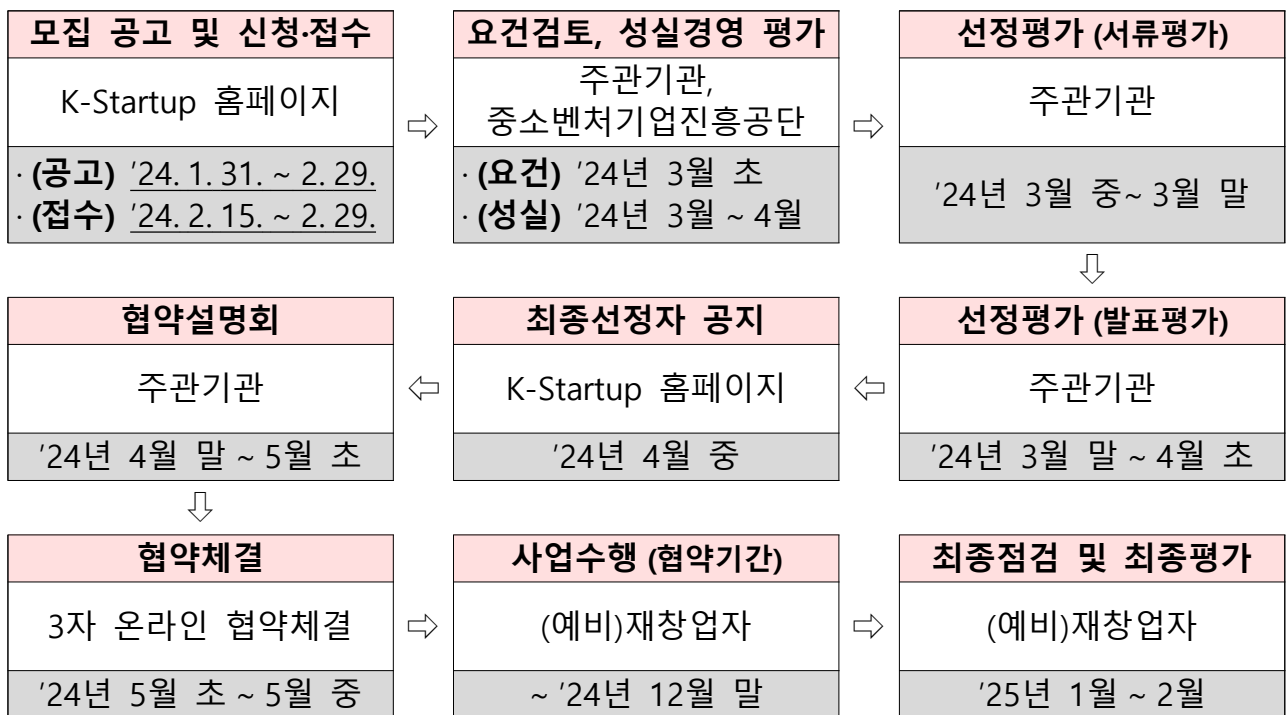 모집 공고 및 신청·접수
K-Startup 홈페이지
· (공고) ′24. 1. 31. ~ 2. 29.
· (접수) ′24. 2. 15. ~ 2. 29.
⇨
요건검토, 성실경영 평가
주관기관,
중소벤처기업진흥공단
· (요건) ′24년 3월 초
· (성실) ′24년 3월 ~ 4월
⇨
선정평가 (서류평가)
주관기관
′24년 3월 중~ 3월 말
⇩
선정평가 (발표평가)
주관기관
′24년 3월 말 ~ 4월 초
⇦
최종선정자 공지
K-Startup 홈페이지
′24년 4월 중
⇦
협약설명회
주관기관
′24년 4월 말 ~ 5월 초
⇩
협약체결
3자 온라인 협약체결
′24년 5월 초 ~ 5월 중
⇨
사업수행 (협약기간)
(예비)재창업자
~ ′24년 12월 말
⇨
최종점검 및 최종평가
(예비)재창업자
′25년 1월 ~ 2월